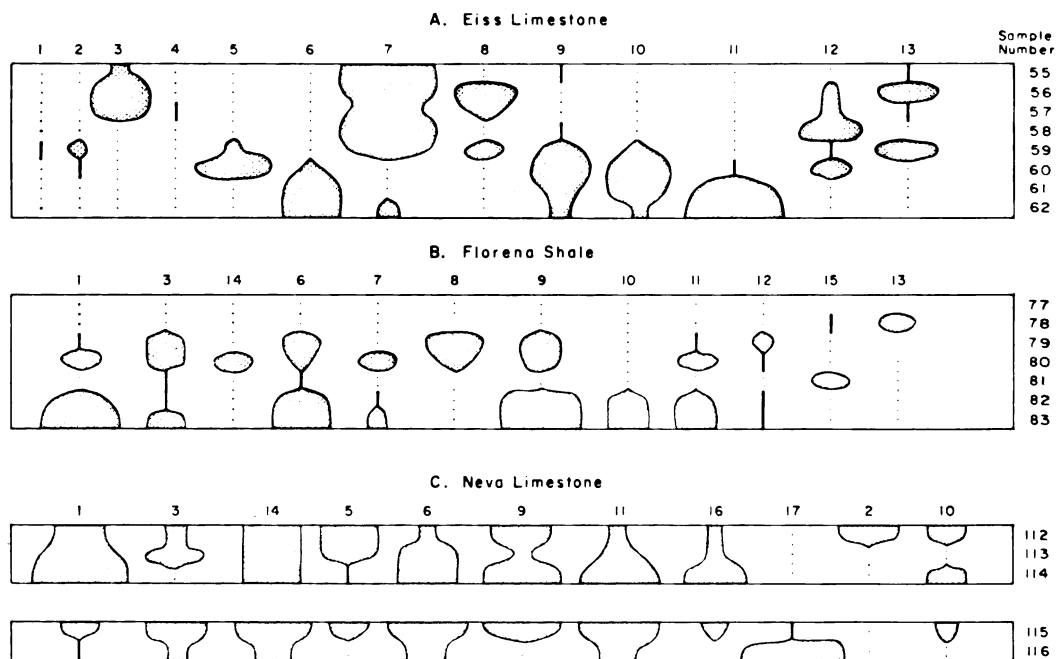 A. Eiss Limestone
1 2 3 4 5 6 7 8 9 10 11 12 13
Sample
Number
55
56
57
58
59
60
61
62
B. Florena Shale
1 3 14 6 7 8 9 10 11 12 15 13
77
78
79
80
81
82
83
C. Neva Limestone
1 3 14 5 6 9 11 16 17 2 10
112
113
114
115
116